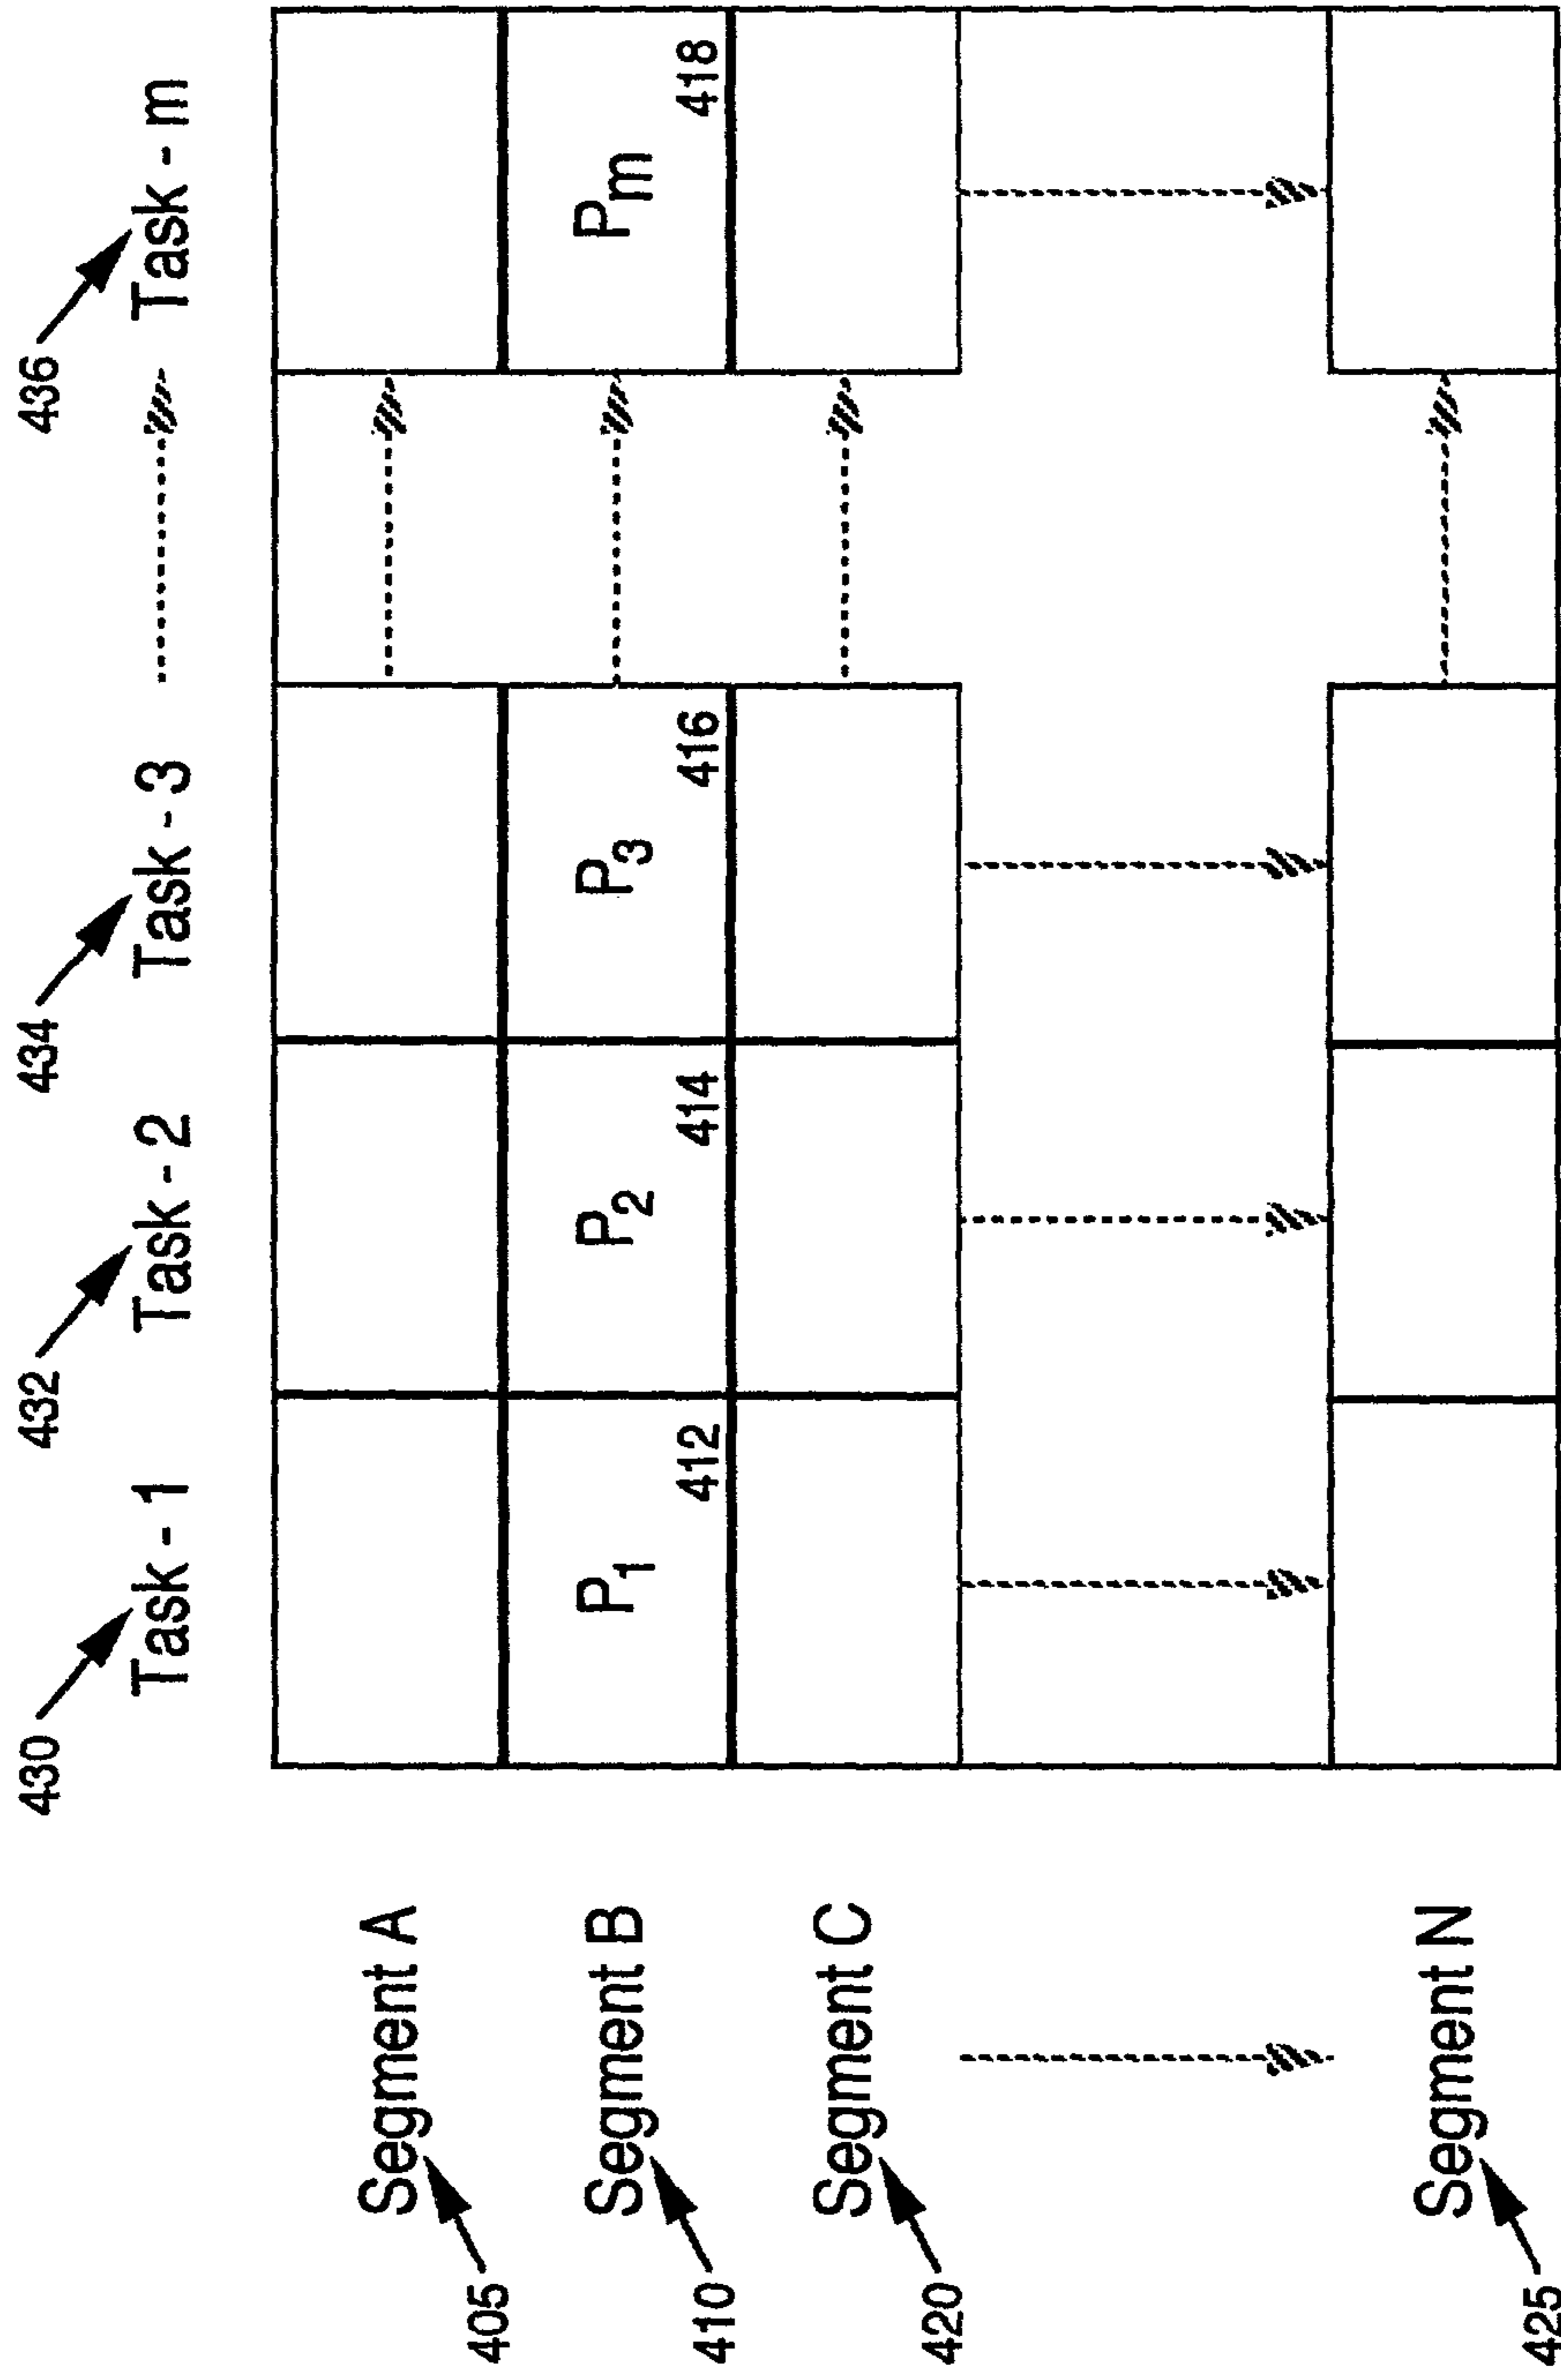 430 432 434 436
Task - 1 Task - 2 Task - 3 Task - m
405 Segment A
410 Segment B P1 412 P2 414 P3 416 Pm 418
420 Segment C
425 Segment N